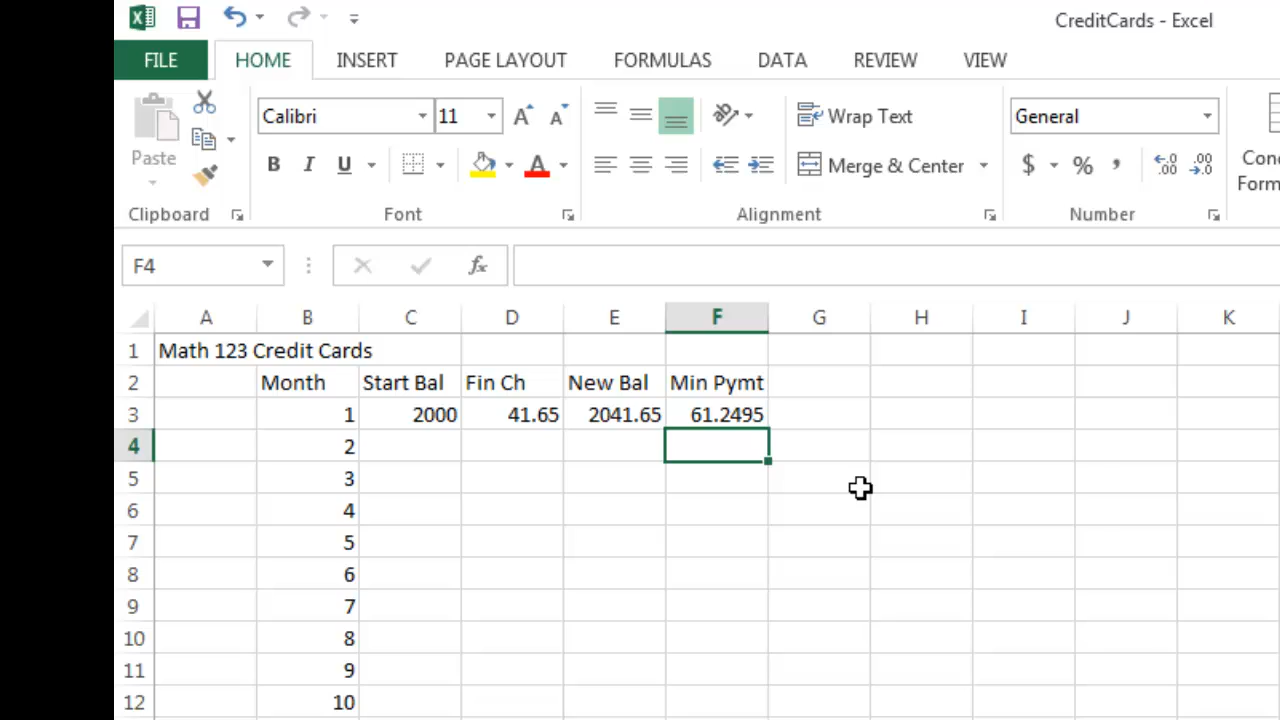 CreditCards - Excel
FILE HOME INSERT PAGE LAYOUT FORMULAS DATA REVIEW VIEW
Calibri 11 Wrap Text General
Paste B I U Merge & Center $ % , .00 .00
Clipboard Font Alignment Number
F4 fx
A B C D E F G H I J K
1 Math 123 Credit Cards
2 Month Start Bal Fin Ch New Bal Min Pymt
3 1 2000 41.65 2041.65 61.2495
4 2
5 3
6 4
7 5
8 6
9 7
10 8
11 9
12 10